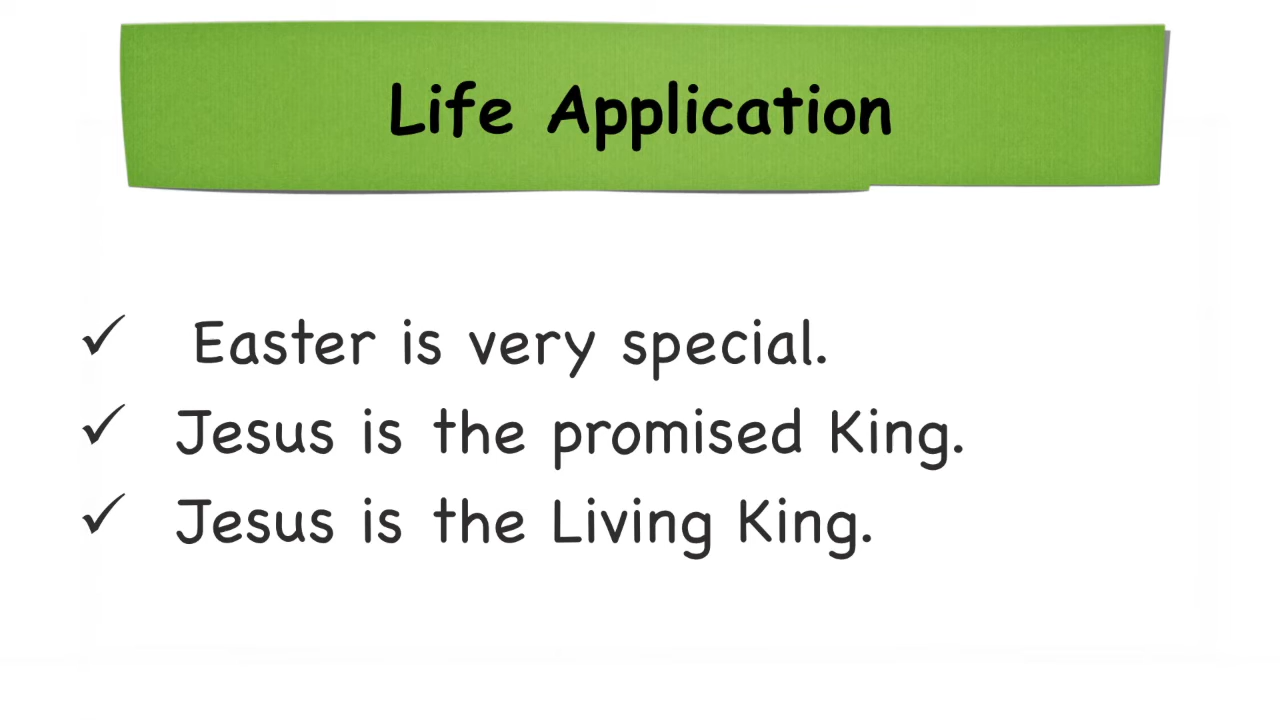 Life Application
✓ Easter is very special.
✓ Jesus is the promised King.
✓ Jesus is the Living King.